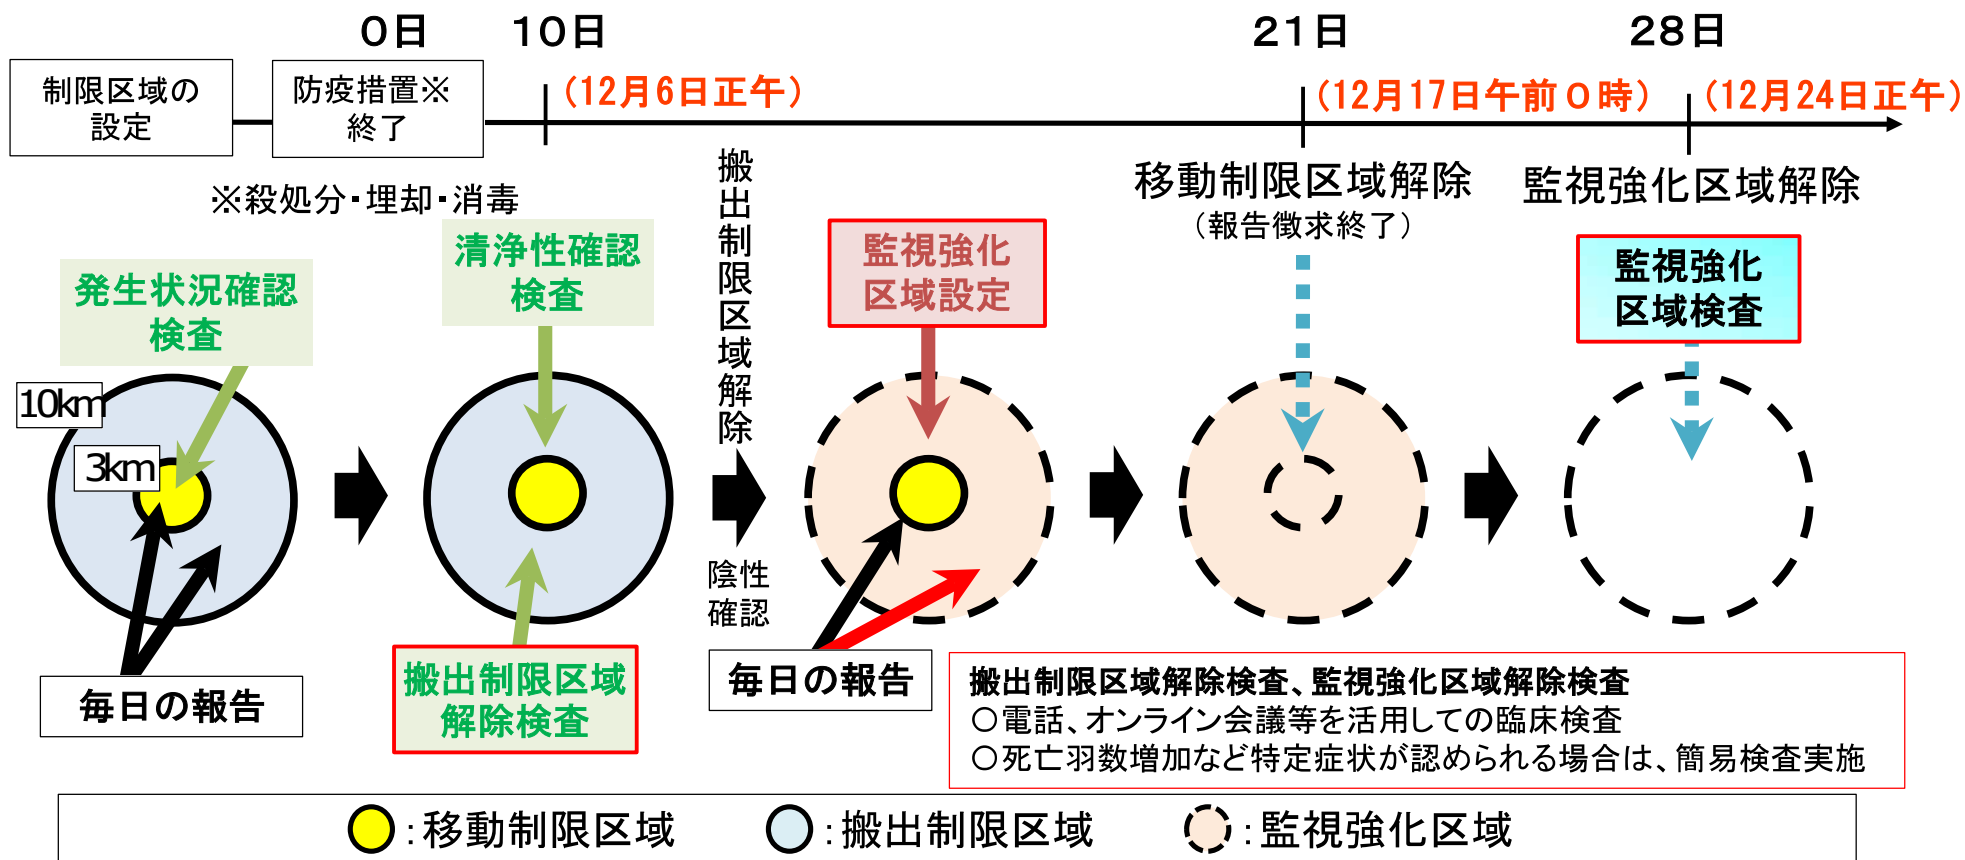 0日
10日
21日
28日
制限区域の
設定
防疫措置※
終了
(12月6日正午)
(12月17日午前０時)
(12月24日正午)
※殺処分・埋却・消毒
搬出制限区域解除
移動制限区域解除
(報告徴求終了)
監視強化区域解除
発生状況確認
検査
清浄性確認
検査
監視強化
区域設定
監視強化
区域検査
10km
3km
陰性
確認
毎日の報告
搬出制限区域
解除検査
毎日の報告
搬出制限区域解除検査、監視強化区域解除検査
○電話、オンライン会議等を活用しての臨床検査
○死亡羽数増加など特定症状が認められる場合は、簡易検査実施
：移動制限区域
：搬出制限区域
：監視強化区域